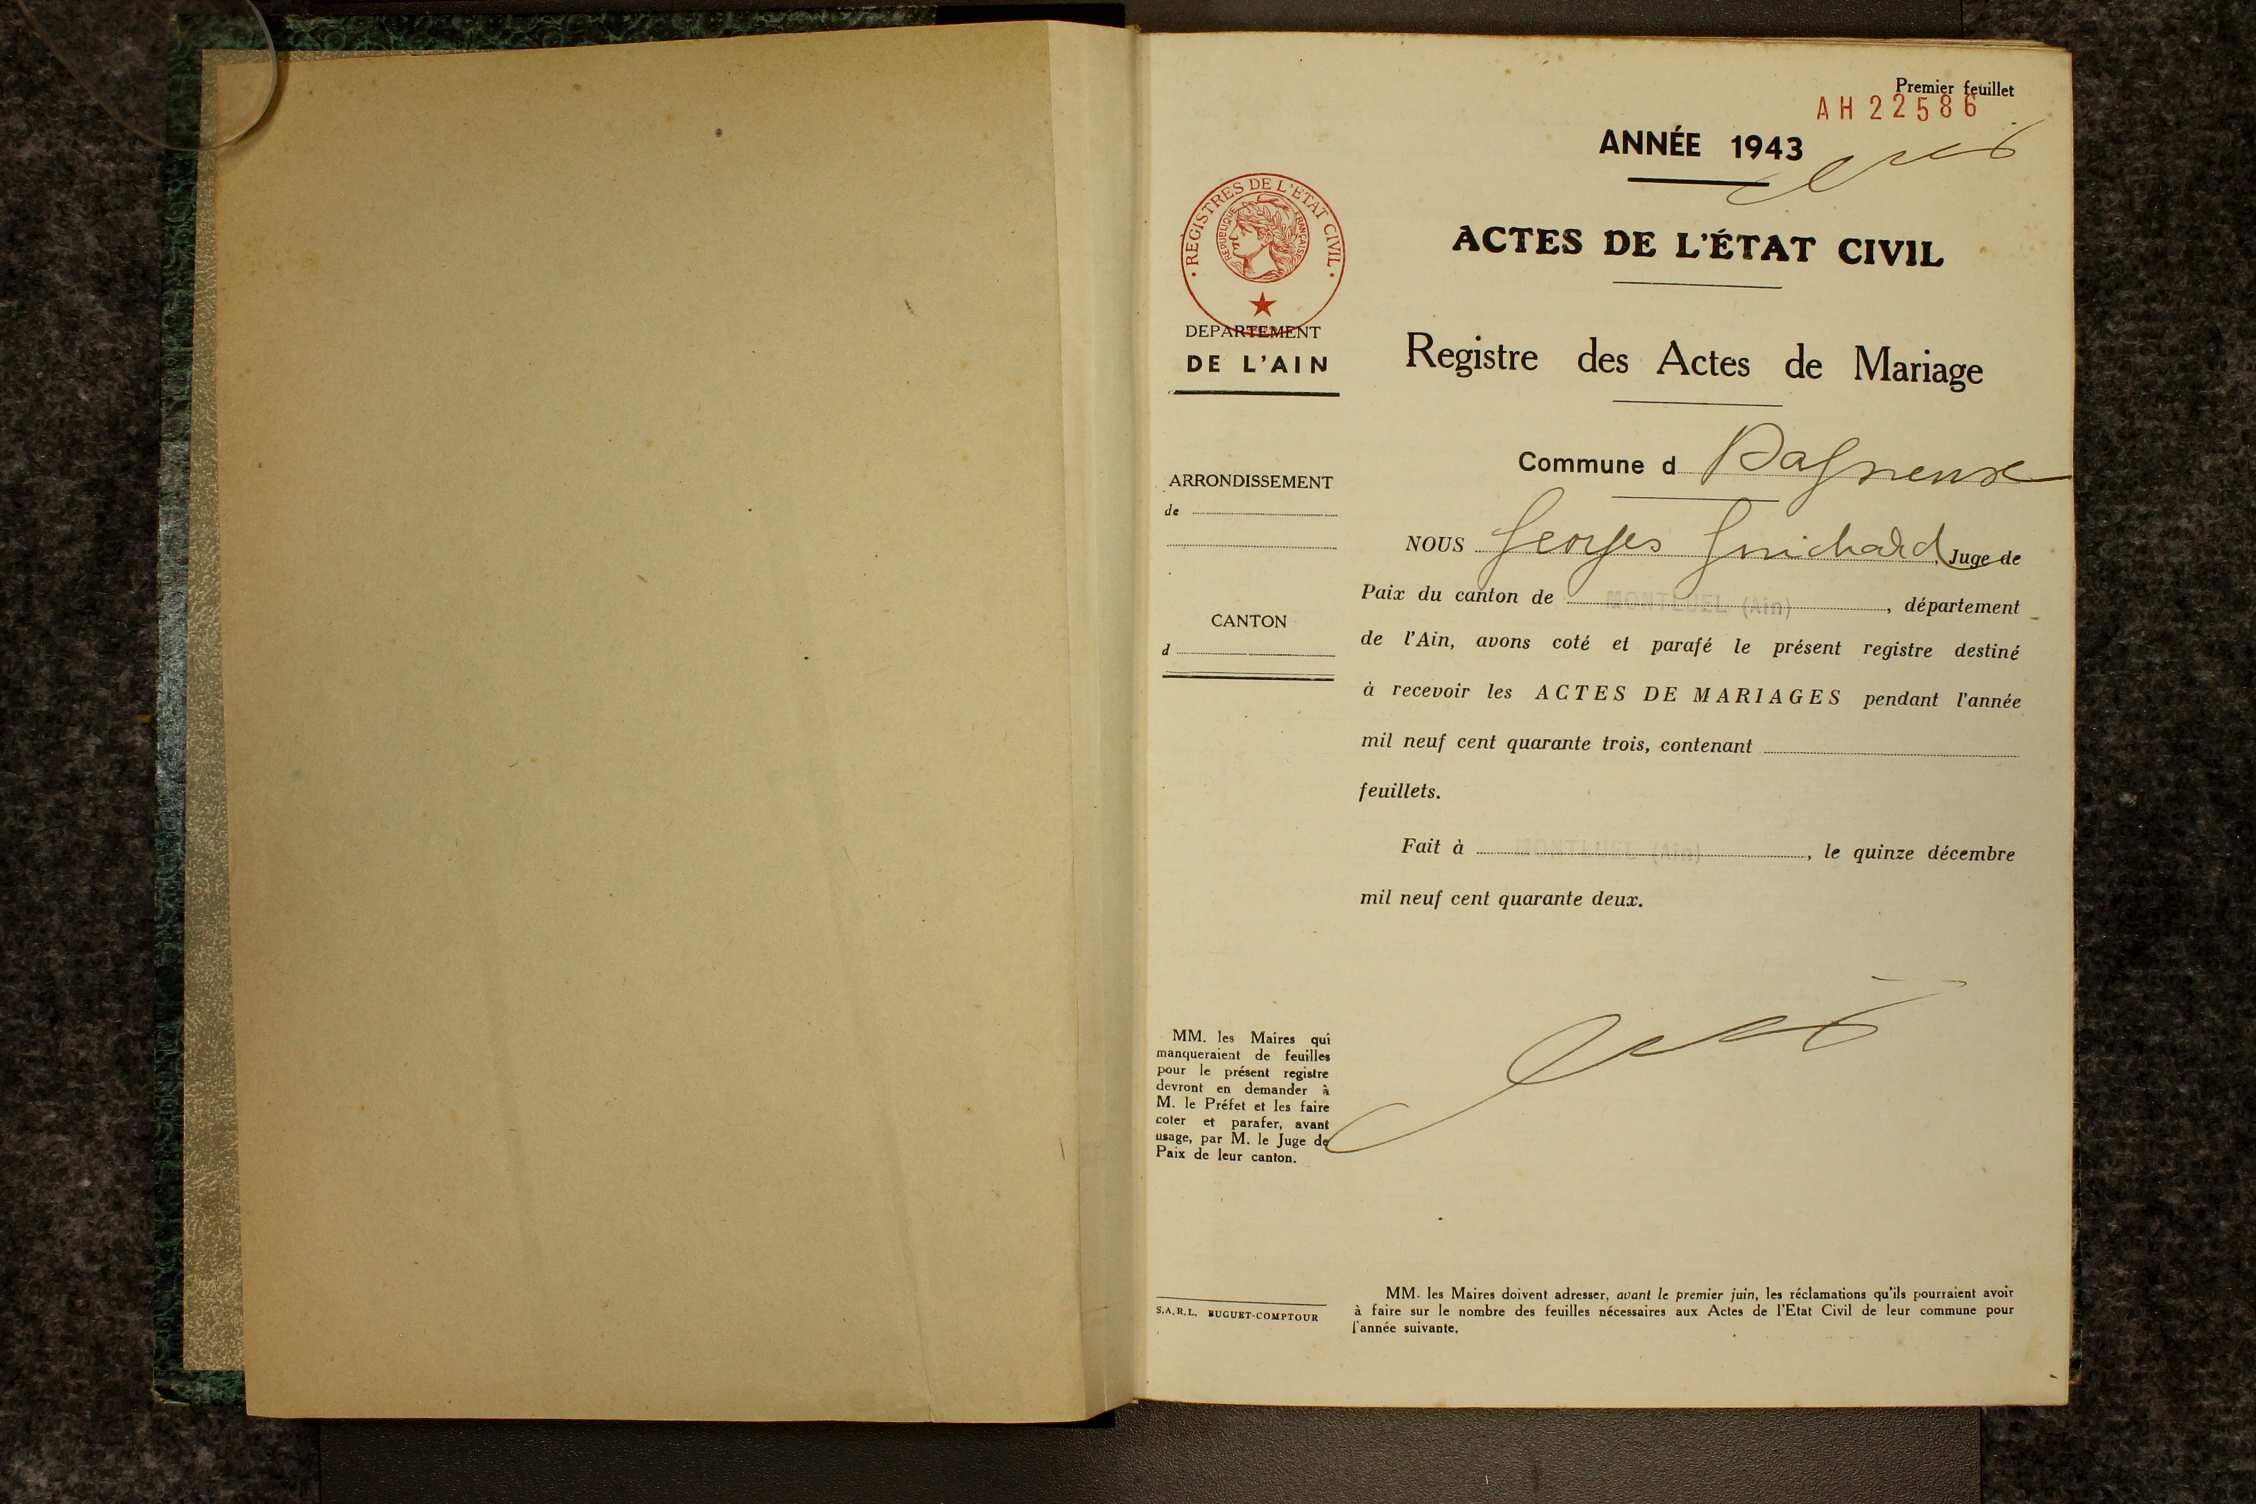 Premier feuillet
AH 22586
ANNÉE 1943
REGISTRES DE L'ETAT CIVIL
REPUBLIQUE FRANÇAISE
ACTES DE L'ÉTAT CIVIL
DEPARTEMENT
DE L'AIN
Registre des Actes de Mariage
Commune d Dagneux
ARRONDISSEMENT
de
NOUS Georges Guichard, Juge de
Paix du canton de MONTLUEL (Ain), département
CANTON
d
de l'Ain, avons coté et parafé le présent registre destiné
à recevoir les ACTES DE MARIAGES pendant l'année
mil neuf cent quarante trois, contenant
feuillets.
Fait à MONTLUEL (Ain), le quinze décembre
mil neuf cent quarante deux.
MM. les Maires qui
manqueraient de feuilles
pour le présent registre
devront en demander à
M. le Préfet et les faire
coter et parafer, avant
usage, par M. le Juge de
Paix de leur canton.
S.A.R.L. BUGUET-COMPTOUR
MM. les Maires doivent adresser, avant le premier juin, les réclamations qu'ils pourraient avoir
à faire sur le nombre des feuilles nécessaires aux Actes de l'Etat Civil de leur commune pour
l'année suivante.